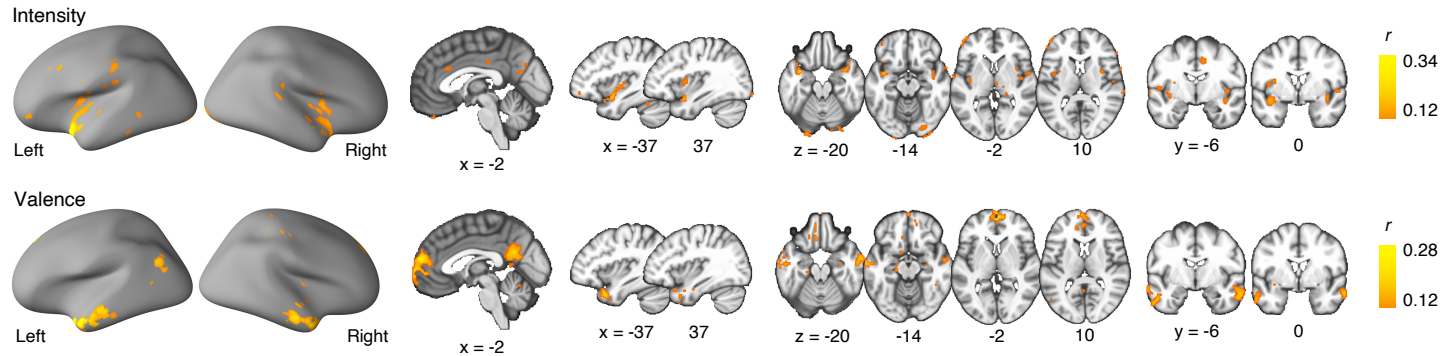 Intensity
Left
Right
x = -2
x = -37
37
z = -20
-14
-2
10
y = -6
0
r
0.34
0.12
Valence
Left
Right
x = -2
x = -37
37
z = -20
-14
-2
10
y = -6
0
r
0.28
0.12